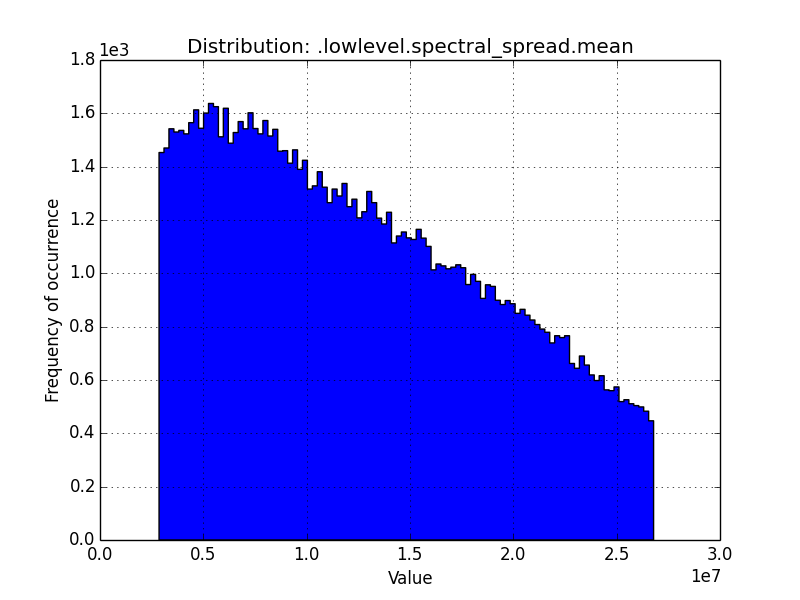 Distribution: .lowlevel.spectral_spread.mean
1e3
1.8
1.6
1.4
1.2
1.0
0.8
0.6
0.4
0.2
0.0
Frequency of occurrence
0.0 0.5 1.0 1.5 2.0 2.5 3.0
1e7
Value